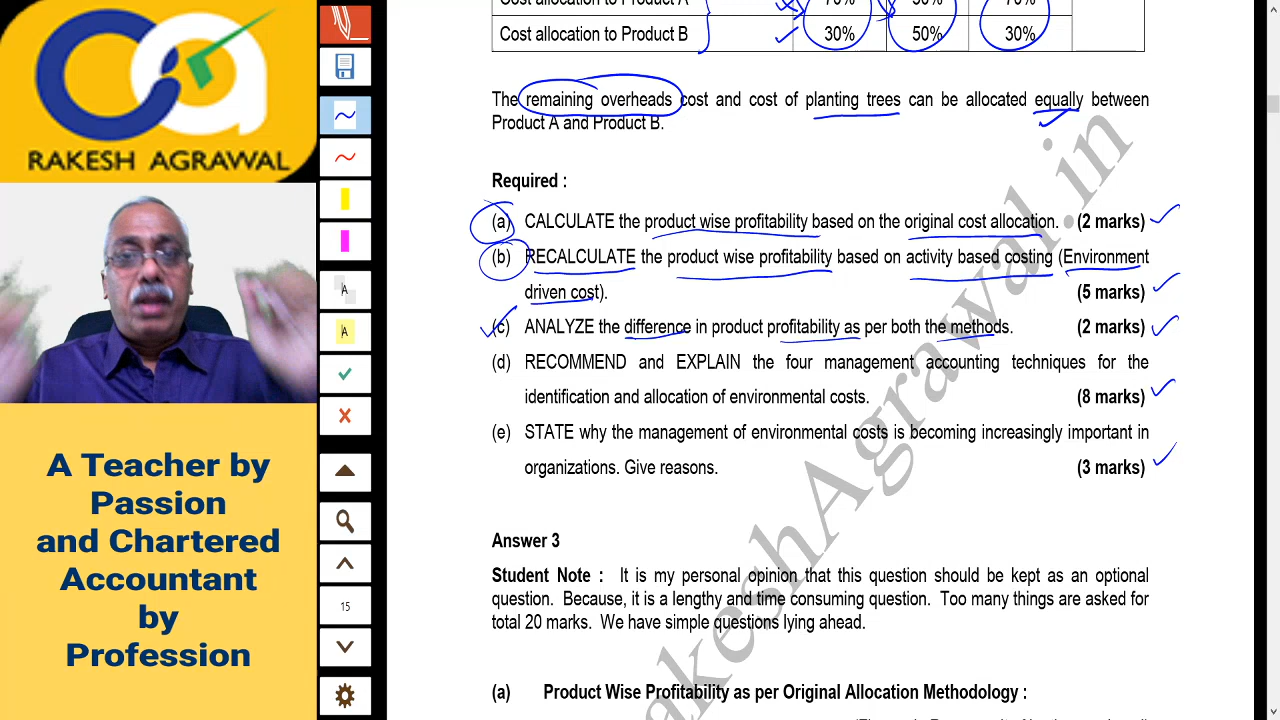 Cost allocation to Product A 70% 50% 70%
Cost allocation to Product B 30% 50% 30%
The remaining overheads cost and cost of planting trees can be allocated equally between
Product A and Product B.
Required :
(a) CALCULATE the product wise profitability based on the original cost allocation. (2 marks)
(b) RECALCULATE the product wise profitability based on activity based costing (Environment
driven cost). (5 marks)
(c) ANALYZE the difference in product profitability as per both the methods. (2 marks)
(d) RECOMMEND and EXPLAIN the four management accounting techniques for the
identification and allocation of environmental costs. (8 marks)
(e) STATE why the management of environmental costs is becoming increasingly important in
organizations. Give reasons. (3 marks)
Answer 3
Student Note : It is my personal opinion that this question should be kept as an optional
question. Because, it is a lengthy and time consuming question. Too many things are asked for
total 20 marks. We have simple questions lying ahead.
(a) Product Wise Profitability as per Original Allocation Methodology :
ca
RAKESH AGRAWAL
A Teacher by
Passion
and Chartered
Accountant
by
Profession
A
A
15
RakeshAgrawal.in